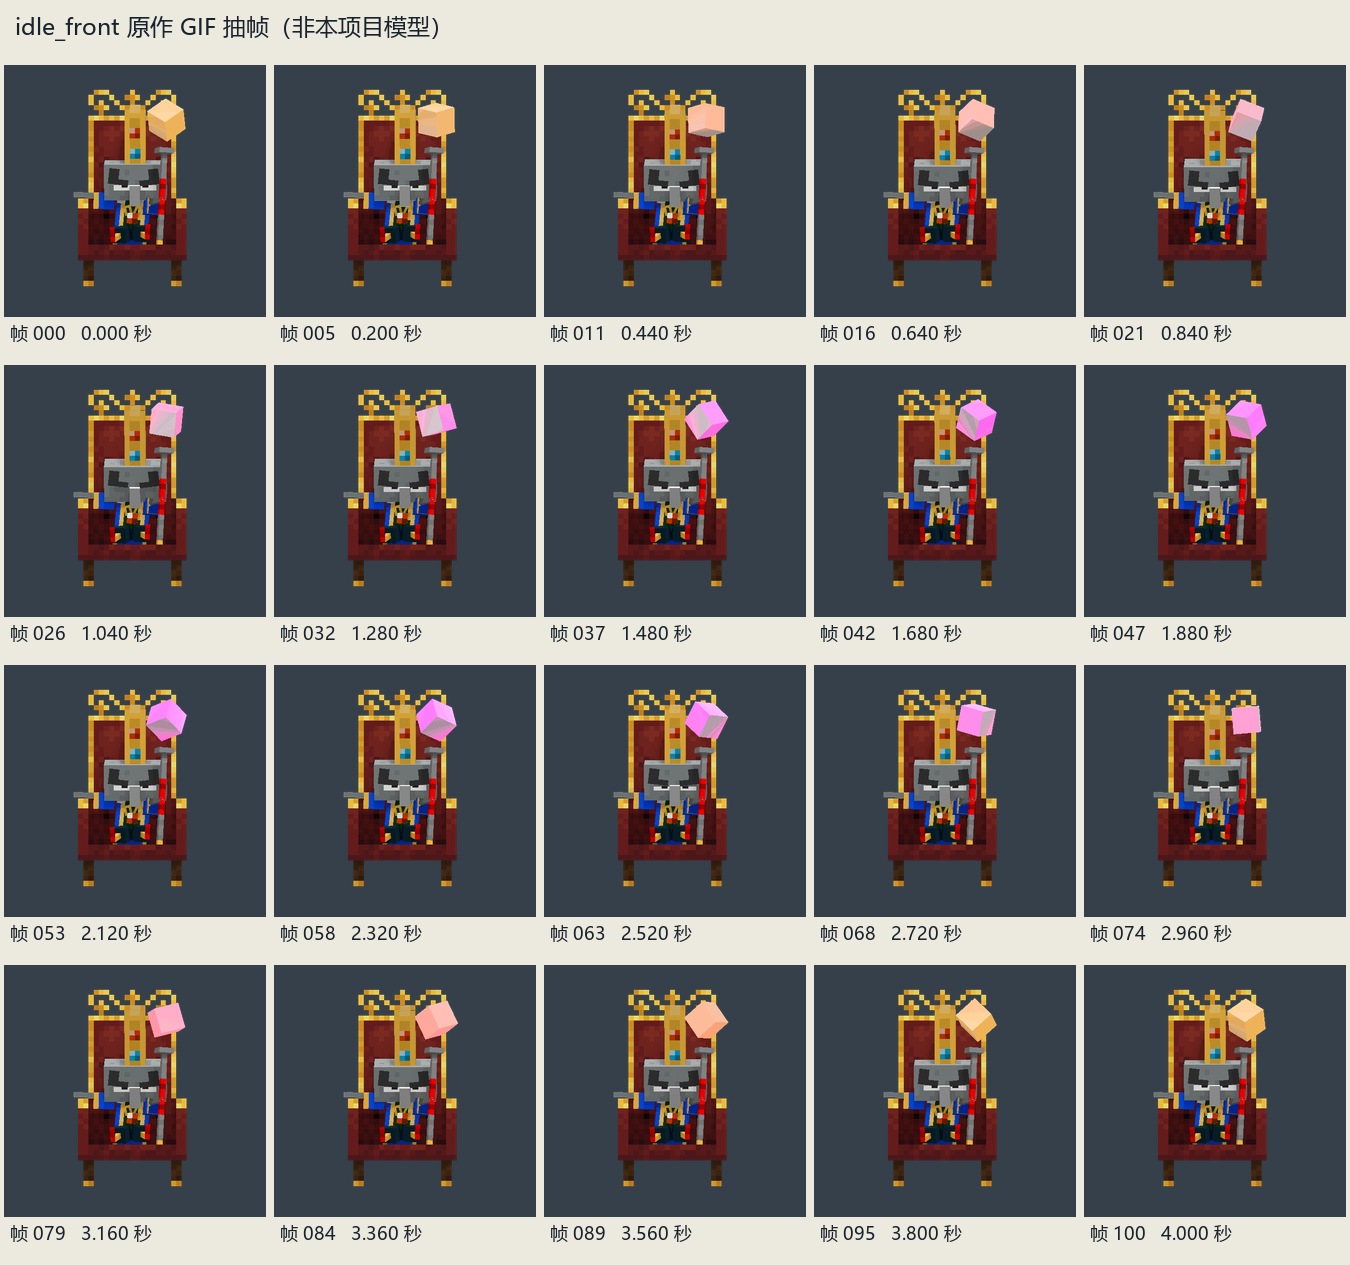 idle_front 原作 GIF 抽帧（非本项目模型）
帧 000 0.000 秒
帧 005 0.200 秒
帧 011 0.440 秒
帧 016 0.640 秒
帧 021 0.840 秒
帧 026 1.040 秒
帧 032 1.280 秒
帧 037 1.480 秒
帧 042 1.680 秒
帧 047 1.880 秒
帧 053 2.120 秒
帧 058 2.320 秒
帧 063 2.520 秒
帧 068 2.720 秒
帧 074 2.960 秒
帧 079 3.160 秒
帧 084 3.360 秒
帧 089 3.560 秒
帧 095 3.800 秒
帧 100 4.000 秒